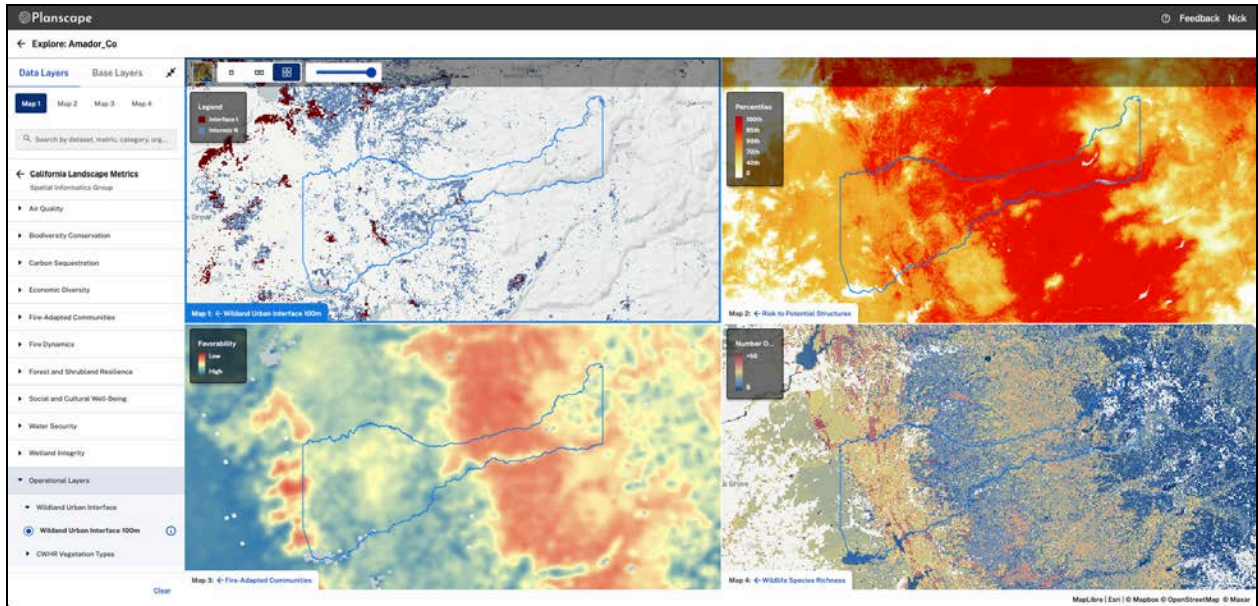 Planscape
Feedback Nick
← Explore: Amador_Co
Data Layers Base Layers
Map 1 Map 2 Map 3 Map 4
Search by dataset, metric, category, org...
← California Landscape Metrics
Spatial Informatics Group
Air Quality
Biodiversity Conservation
Carbon Sequestration
Economic Diversity
Fire-Adapted Communities
Fire Dynamics
Forest and Shrubland Resilience
Social and Cultural Well-Being
Water Security
Wetland Integrity
Operational Layers
Wildland Urban Interface
Wildland Urban Interface 100m
CWHR Vegetation Types
Clear
Legend
Interface
Intermix
Map 1: ← Wildland Urban Interface 100m
Percentiles
100th
95th
90th
70th
40th
0
Map 2: ← Risk to Potential Structures
Favorability
Low
High
Map 3: ← Fire-Adapted Communities
Number O...
>50
Map 4: ← Wildlife Species Richness
MapLibre | Esri | © Mapbox © OpenStreetMap © Maxar